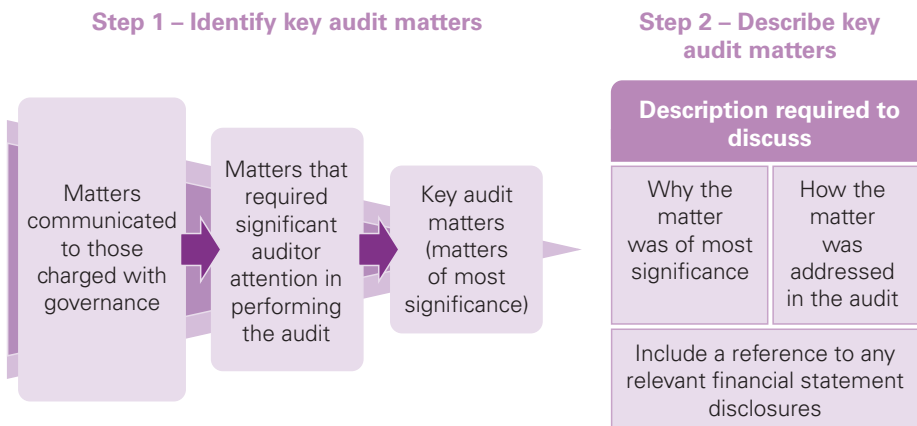 Step 1 – Identify key audit matters
Matters
communicated
to those
charged with
governance
Matters that
required
significant
auditor
attention in
performing
the audit
Key audit
matters
(matters
of most
significance)
Step 2 – Describe key
audit matters
Description required to
discuss
Why the
matter
was of most
significance
How the
matter
was
addressed
in the audit
Include a reference to any
relevant financial statement
disclosures